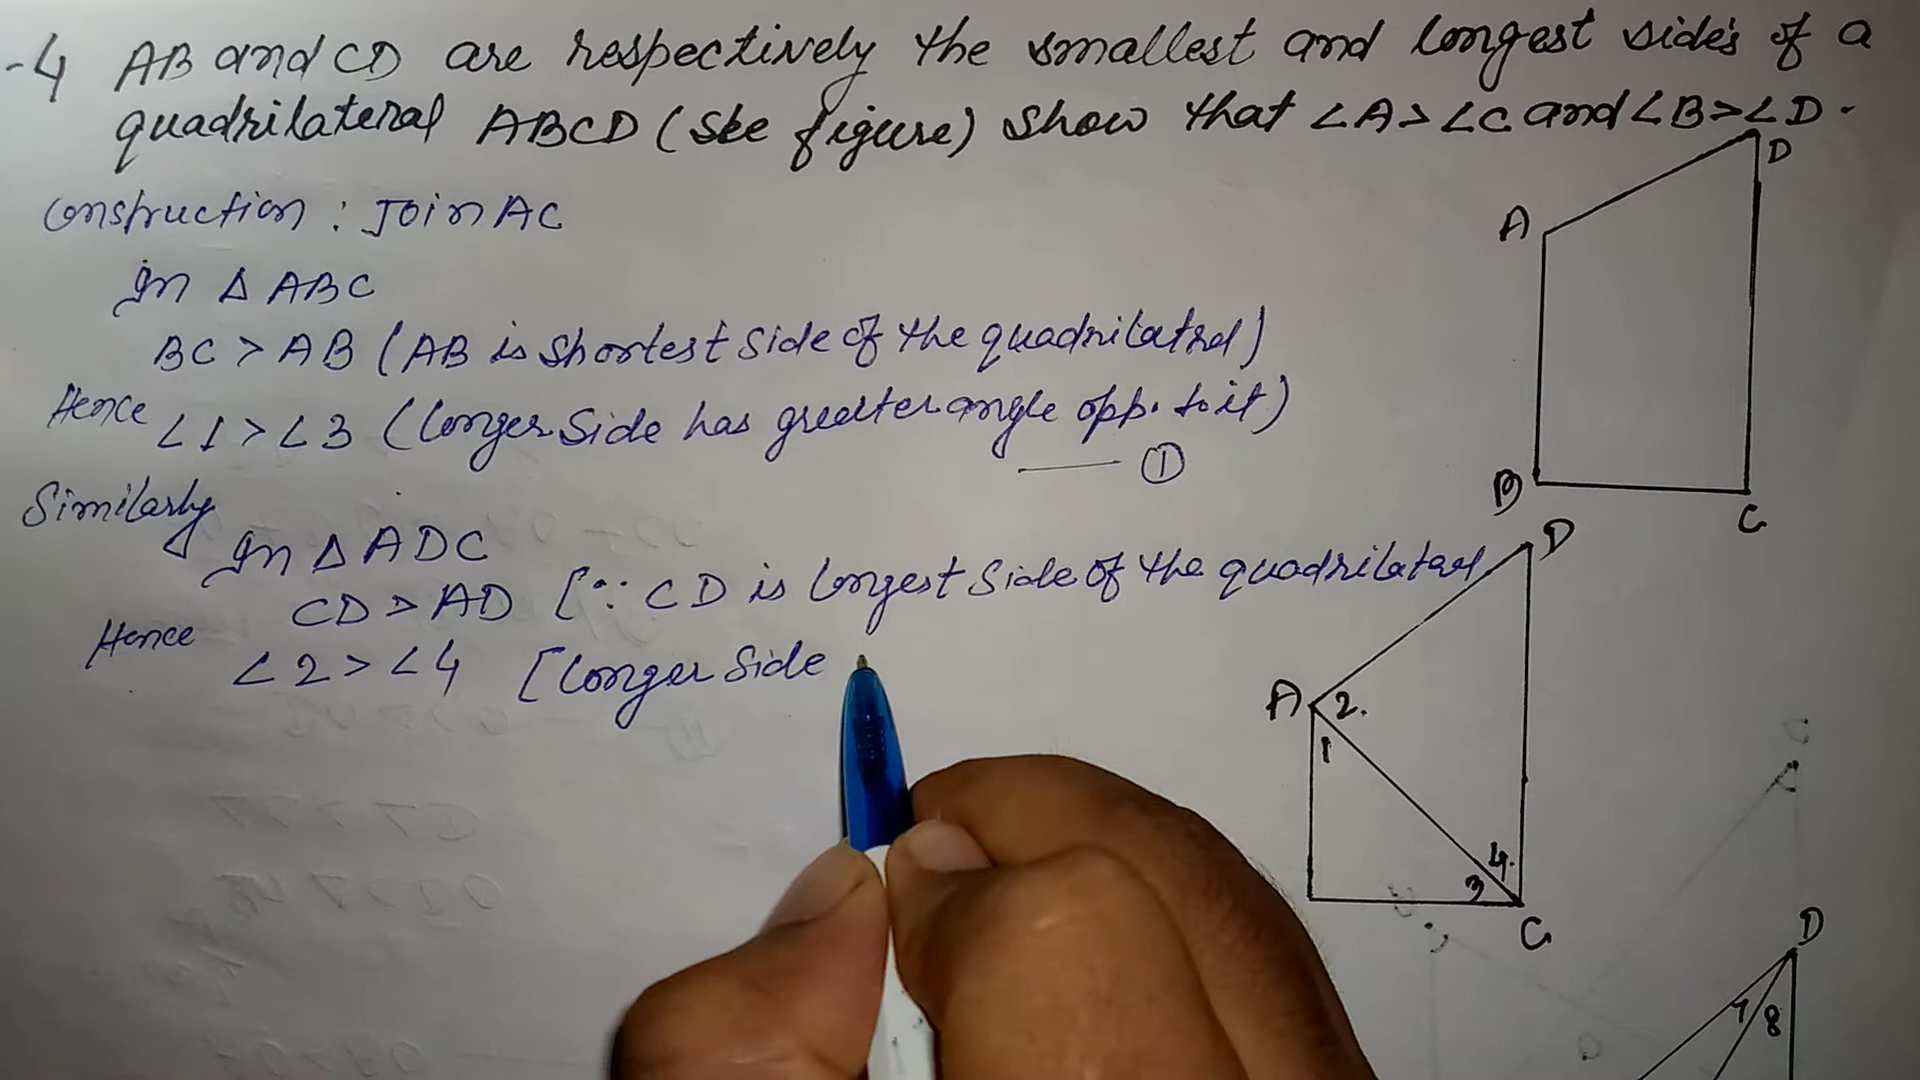 -4 AB and CD are respectively the smallest and longest sides of a
quadrilateral ABCD (See figure) Show that ∠A>∠C and ∠B>∠D.
Construction : Join AC
In Δ ABC
BC > AB (AB is shortest side of the quadrilatral)
Hence ∠1 > ∠3 (longer side has greater angle opp. to it)
①
Similarly
In Δ ADC
CD > AD [∵ CD is longest side of the quadrilateral
Hence ∠2 > ∠4 [longer side
D
A
B
C
D
A 2.
1
4.
3
C
D
7 8